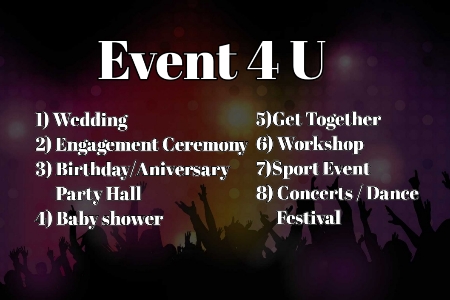 Event 4 U
1) Wedding
2) Engagement Ceremony
3) Birthday/Aniversary
Party Hall
4) Baby shower
5)Get Together
6) Workshop
7)Sport Event
8) Concerts / Dance
Festival